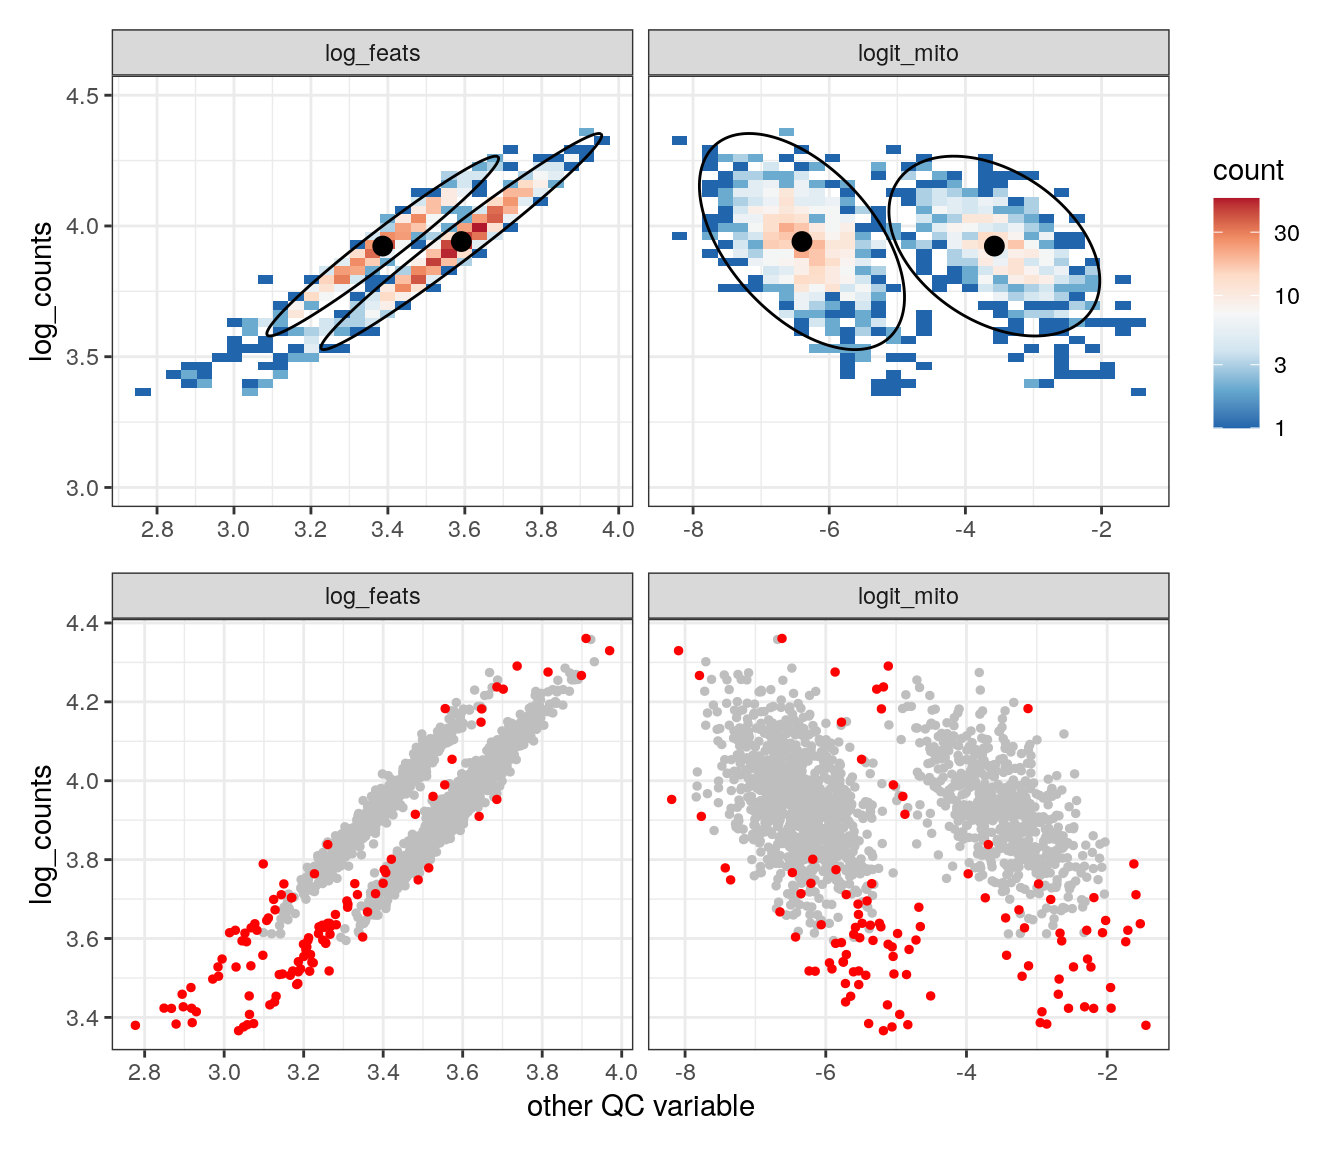 log_feats
logit_mito
4.5
4.0
3.5
3.0
log_counts
2.8 3.0 3.2 3.4 3.6 3.8 4.0
-8 -6 -4 -2
count
30
10
3
1
log_feats
logit_mito
4.4
4.2
4.0
3.8
3.6
3.4
log_counts
2.8 3.0 3.2 3.4 3.6 3.8 4.0
-8 -6 -4 -2
other QC variable